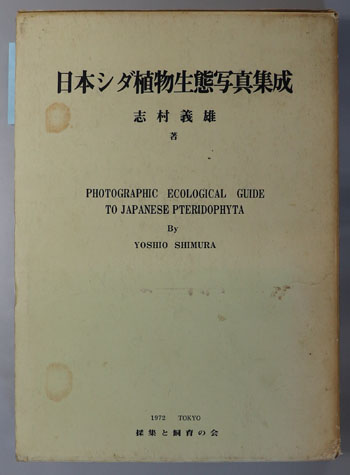 日本シダ植物生態写真集成
志村義雄
著
PHOTOGRAPHIC ECOLOGICAL GUIDE
TO JAPANESE PTERIDOPHYTA
By
YOSHIO SHIMURA
1972 TOKYO
採集と飼育の会